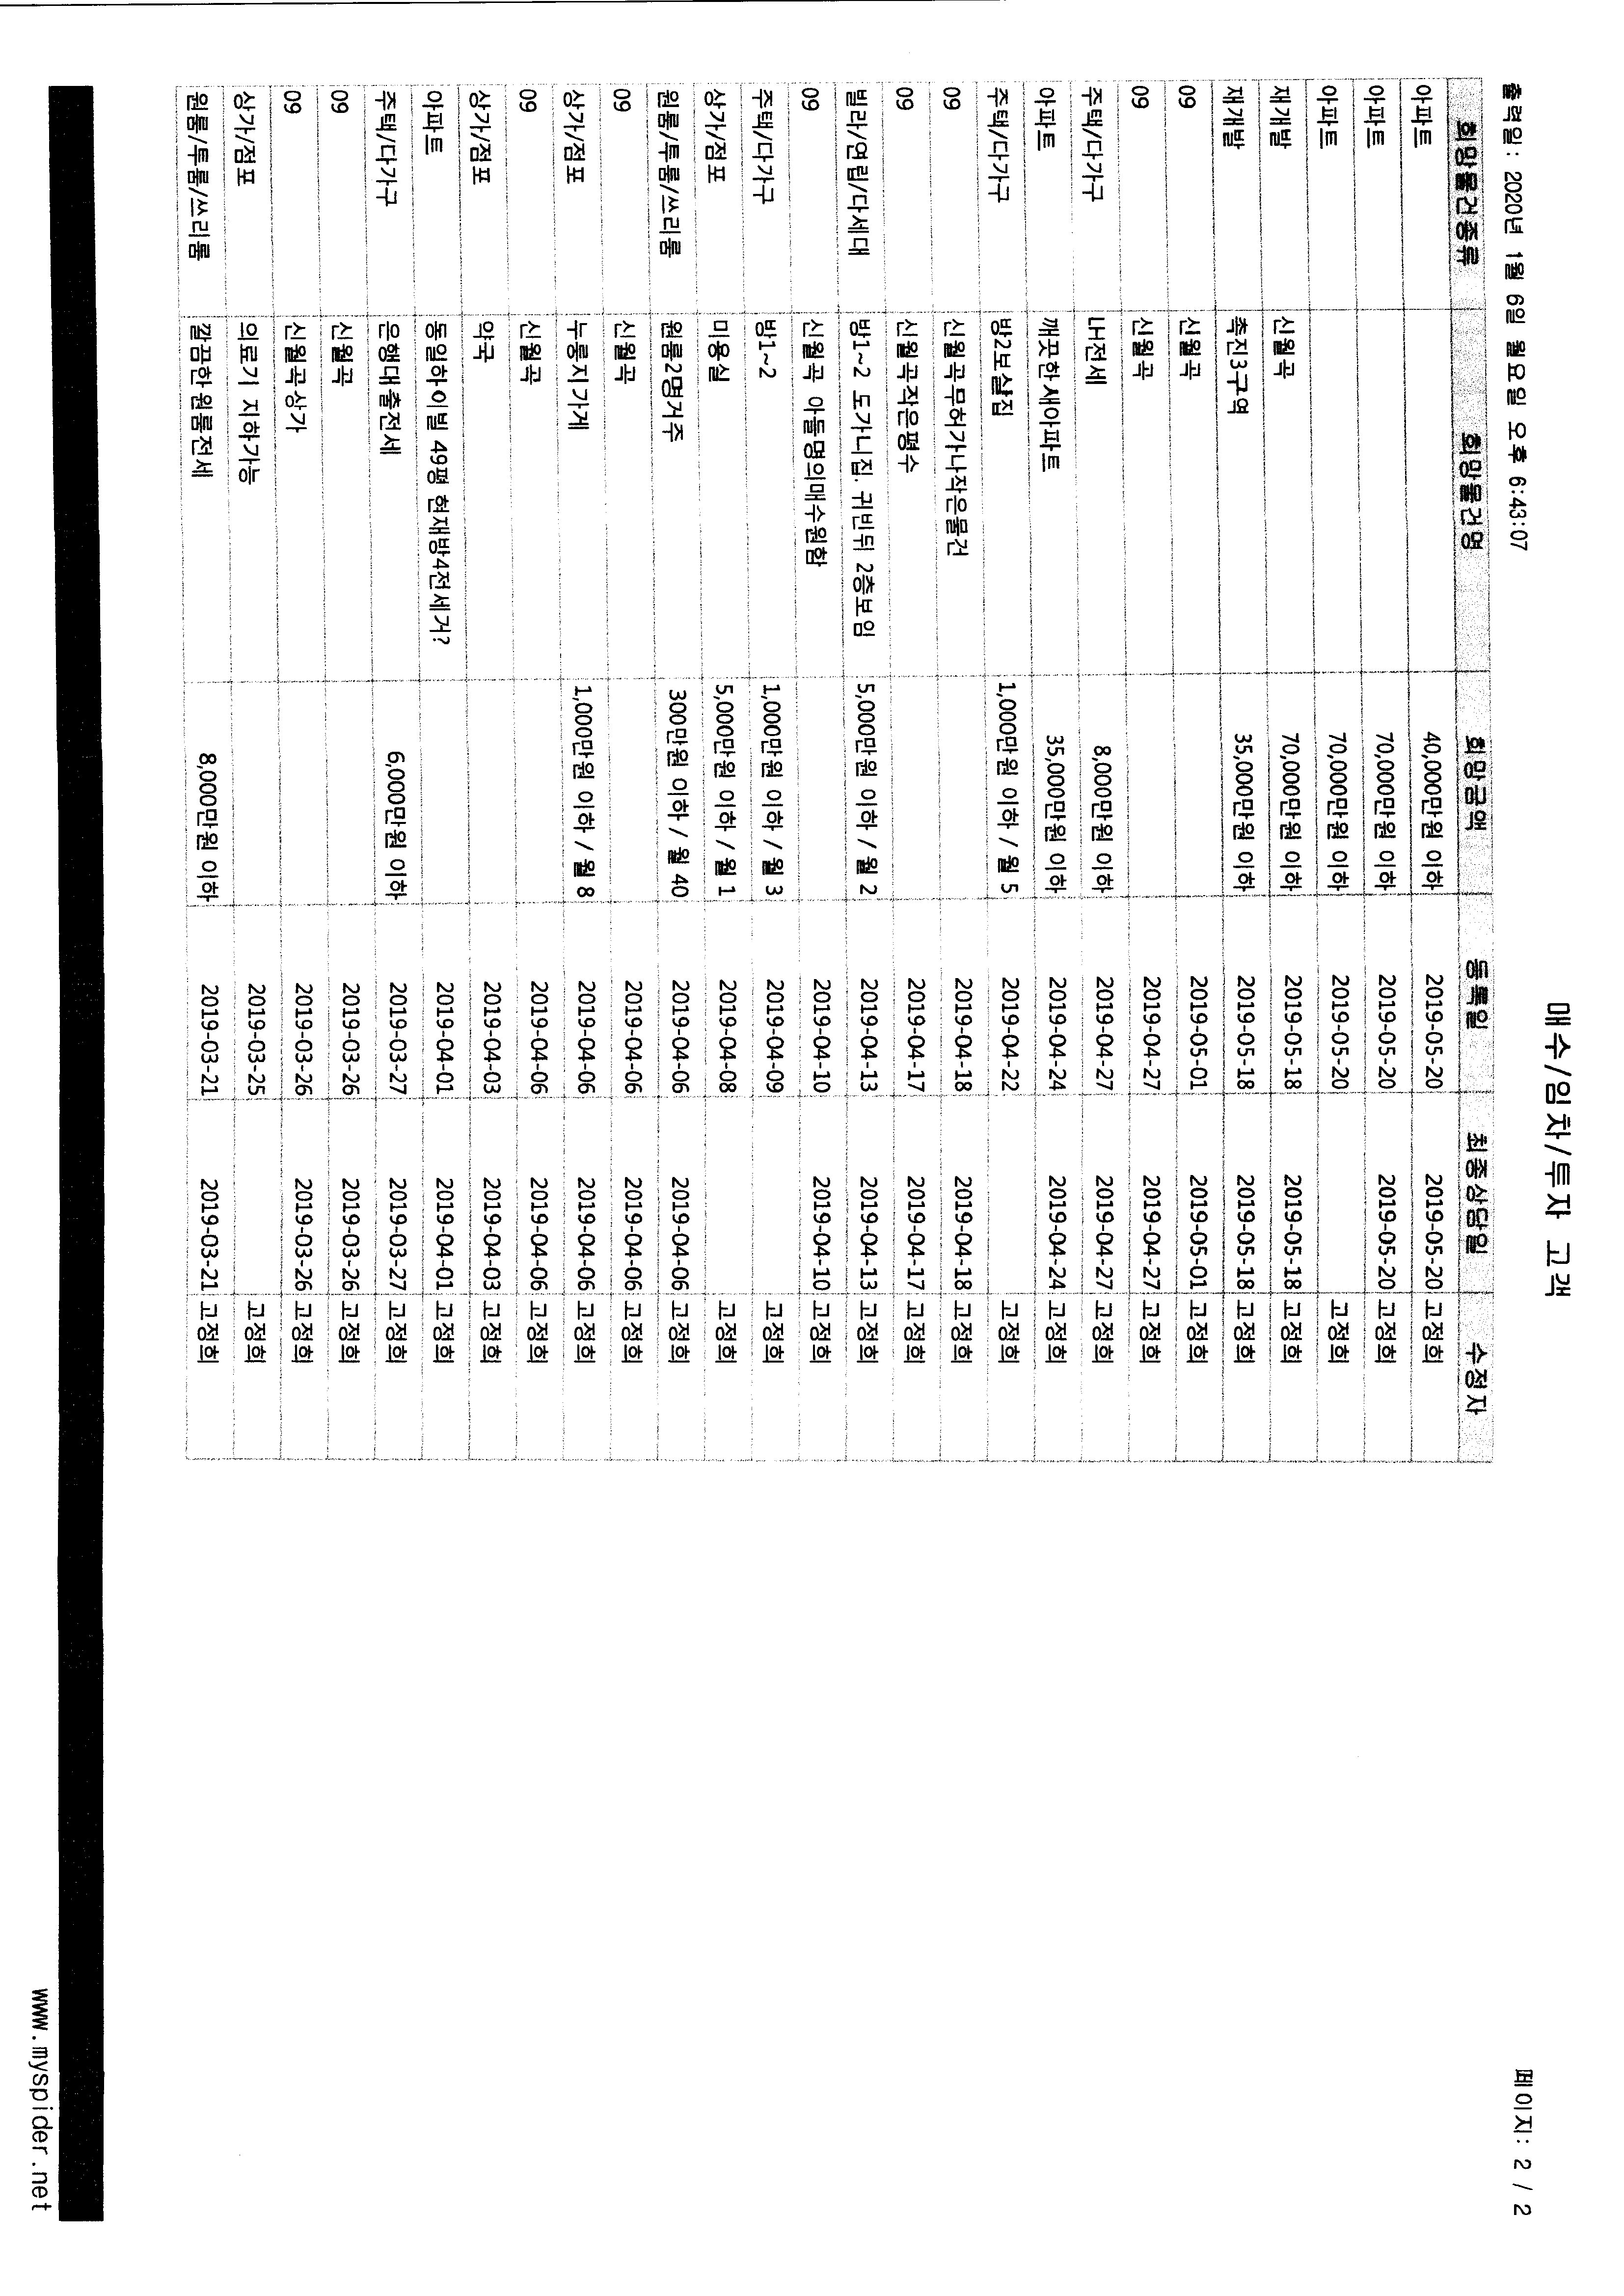 매수/임차/투자 고객
출력일: 2020년 1월 6일 월요일 오후 6:43:07 페이지: 2 / 2
희망물건종류 희망물건명 희망금액 등록일 최종상담일 수정자
아파트 40,000만원 이하 2019-05-20 2019-05-20 고정희
아파트 70,000만원 이하 2019-05-20 2019-05-20 고정희
아파트 70,000만원 이하 2019-05-20 고정희
재개발 신월곡 70,000만원 이하 2019-05-18 2019-05-18 고정희
재개발 촉진3구역 35,000만원 이하 2019-05-18 2019-05-18 고정희
09 신월곡 2019-05-01 2019-05-01 고정희
09 신월곡 2019-04-27 2019-04-27 고정희
주택/다가구 LH전세 8,000만원 이하 2019-04-27 2019-04-27 고정희
아파트 깨끗한새아파트 35,000만원 이하 2019-04-24 2019-04-24 고정희
주택/다가구 방2보살집 1,000만원 이하 / 월 5 2019-04-22 고정희
09 신월곡무허가나작은물건 2019-04-18 2019-04-18 고정희
09 신월곡작은평수 2019-04-17 2019-04-17 고정희
빌라/연립/다세대 방1~2 도가니집. 귀빈뒤 2층보임 5,000만원 이하 / 월 2 2019-04-13 2019-04-13 고정희
09 신월곡 아들명의매수원함 2019-04-10 2019-04-10 고정희
주택/다가구 방1~2 1,000만원 이하 / 월 3 2019-04-09 고정희
상가/점포 미용실 5,000만원 이하 / 월 1 2019-04-08 고정희
원룸/투룸/쓰리룸 원룸2명거주 300만원 이하 / 월 40 2019-04-06 2019-04-06 고정희
09 신월곡 2019-04-06 2019-04-06 고정희
상가/점포 누룽지가게 1,000만원 이하 / 월 8 2019-04-06 2019-04-06 고정희
09 신월곡 2019-04-06 2019-04-06 고정희
상가/점포 약국 2019-04-03 2019-04-03 고정희
아파트 동일하이빌 49평 현재방4전세거? 2019-04-01 2019-04-01 고정희
주택/다가구 은행대출전세 6,000만원 이하 2019-03-27 2019-03-27 고정희
09 신월곡 2019-03-26 2019-03-26 고정희
09 신월곡상가 2019-03-26 2019-03-26 고정희
상가/점포 의료기 지하가능 2019-03-25 고정희
원룸/투룸/쓰리룸 깔끔한원룸전세 8,000만원 이하 2019-03-21 2019-03-21 고정희
www.myspider.net